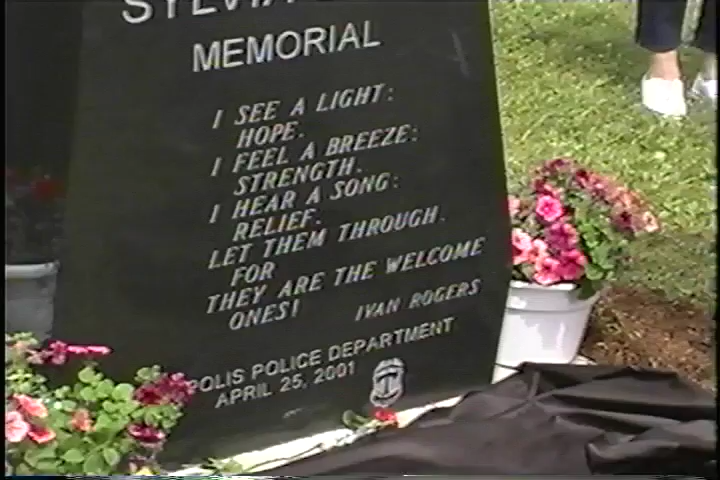 MEMORIAL
I SEE A LIGHT:
HOPE.
I FEEL A BREEZE:
STRENGTH.
I HEAR A SONG:
RELIEF.
LET THEM THROUGH.
FOR
THEY ARE THE WELCOME
ONES!
IVAN ROGERS
POLIS POLICE DEPARTMENT
APRIL 25, 2001